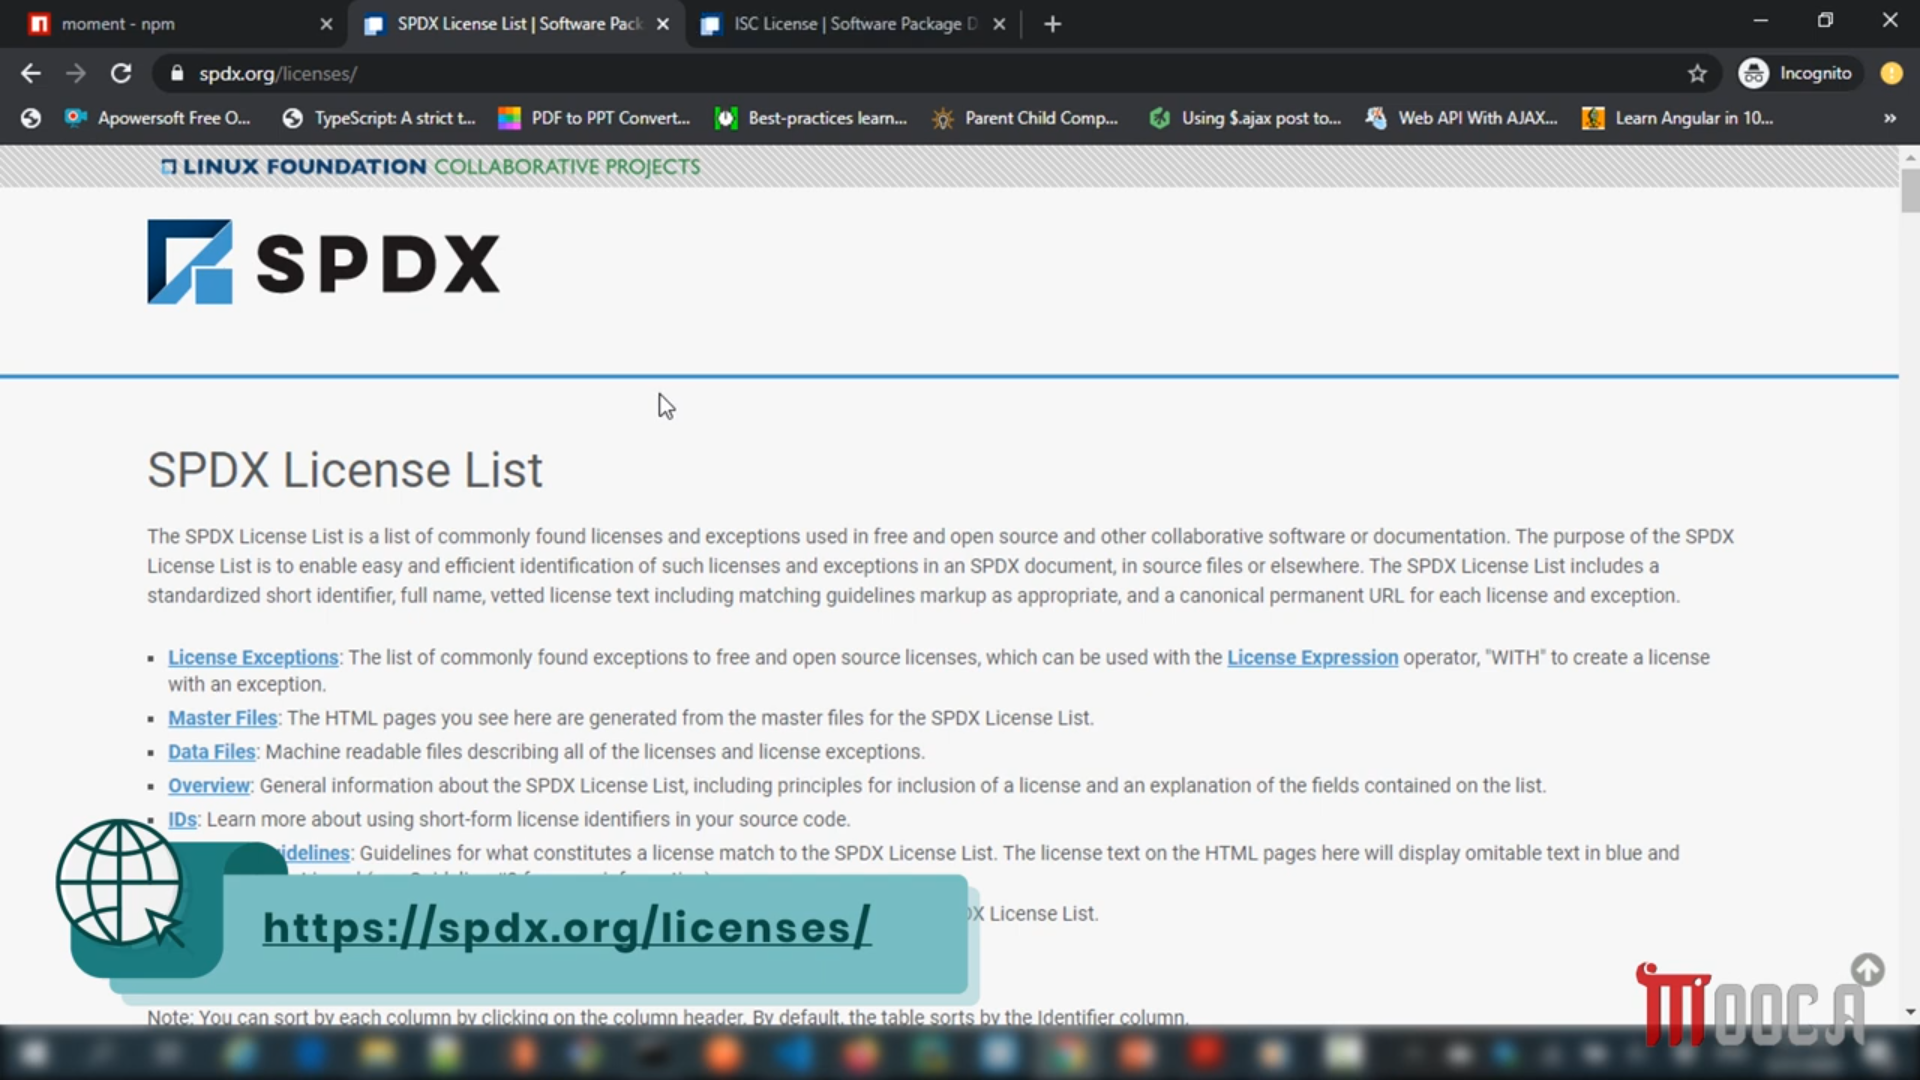 moment - npm
SPDX License List | Software Pack
ISC License | Software Package D
spdx.org/licenses/
Incognito
Apowersoft Free O...
TypeScript: A strict t...
PDF to PPT Convert...
Best-practices learn...
Parent Child Comp...
Using $.ajax post to...
Web API With AJAX...
Learn Angular in 10...
»
LINUX FOUNDATION COLLABORATIVE PROJECTS
SPDX
SPDX License List
The SPDX License List is a list of commonly found licenses and exceptions used in free and open source and other collaborative software or documentation. The purpose of the SPDX
License List is to enable easy and efficient identification of such licenses and exceptions in an SPDX document, in source files or elsewhere. The SPDX License List includes a
standardized short identifier, full name, vetted license text including matching guidelines markup as appropriate, and a canonical permanent URL for each license and exception.
License Exceptions: The list of commonly found exceptions to free and open source licenses, which can be used with the License Expression operator, "WITH" to create a license
with an exception.
Master Files: The HTML pages you see here are generated from the master files for the SPDX License List.
Data Files: Machine readable files describing all of the licenses and license exceptions.
Overview: General information about the SPDX License List, including principles for inclusion of a license and an explanation of the fields contained on the list.
IDs: Learn more about using short-form license identifiers in your source code.
idelines: Guidelines for what constitutes a license match to the SPDX License List. The license text on the HTML pages here will display omitable text in blue and
DX License List.
https://spdx.org/licenses/
Note: You can sort by each column by clicking on the column header. By default, the table sorts by the Identifier column.
MOOCA